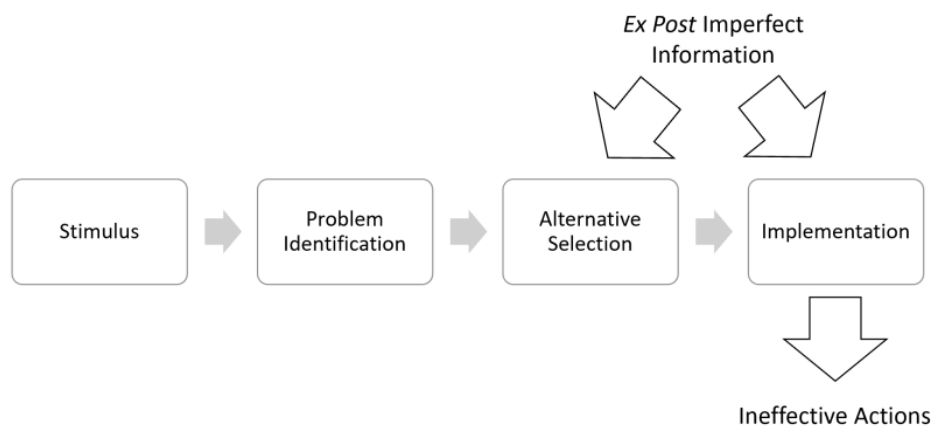 Ex Post Imperfect
Information
Stimulus
Problem
Identification
Alternative
Selection
Implementation
Ineffective Actions